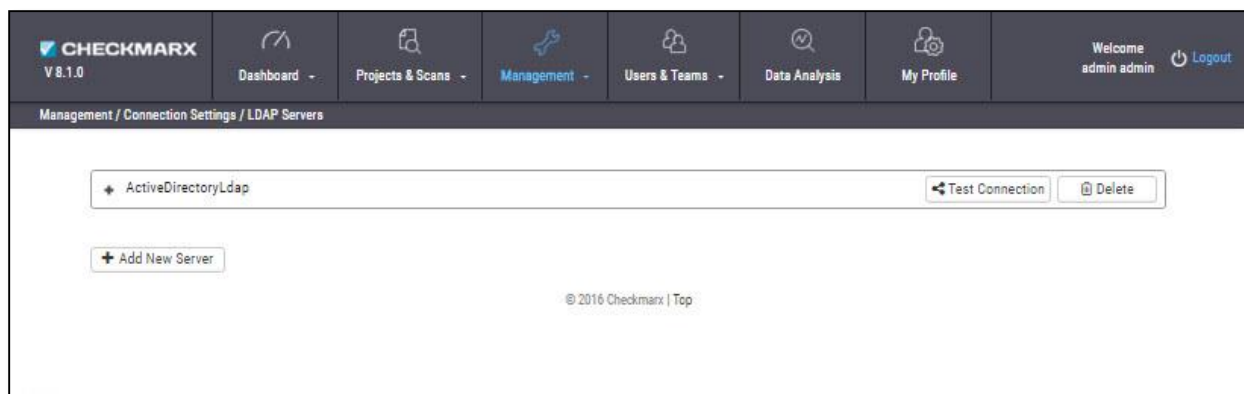 CHECKMARX
V 8.1.0
Dashboard
Projects & Scans
Management
Users & Teams
Data Analysis
My Profile
Welcome
admin admin
Logout
Management / Connection Settings / LDAP Servers
ActiveDirectoryLdap
Test Connection
Delete
Add New Server
© 2016 Checkmarx | Top